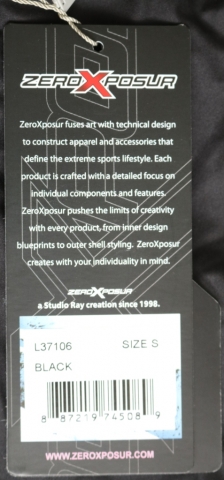 ZEROXPOSUR
ZeroXposur fuses art with technical design
to construct apparel and accessories that
define the extreme sports lifestyle. Each
product is crafted with a detailed focus on
individual components and features.
ZeroXposur pushes the limits of creativity
with every product, from inner design
blueprints to outer shell styling. ZeroXposur
creates with your individuality in mind.
ZEROXPOSUR
a Studio Ray creation since 1998.
L37106 SIZE S
BLACK
8 87219 74508 9
WWW.ZEROXPOSUR.COM